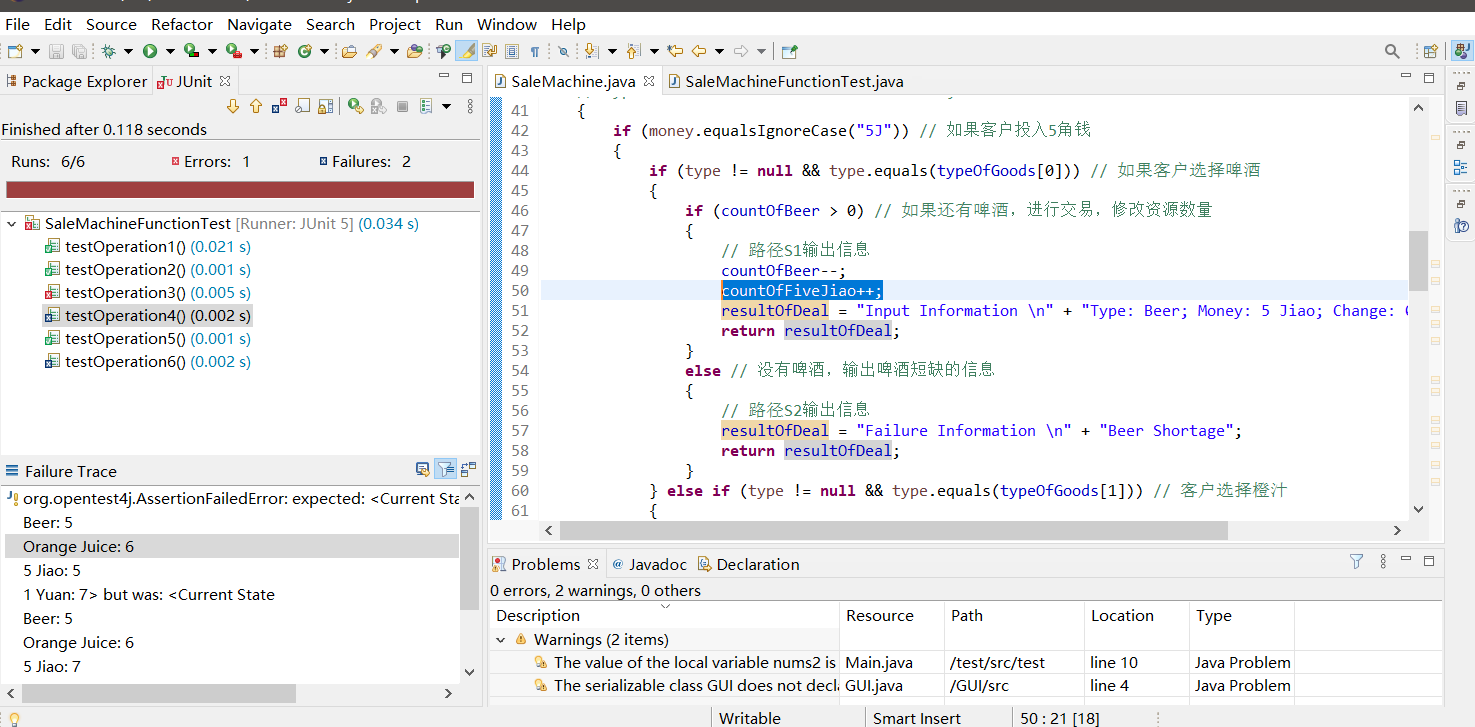 File Edit Source Refactor Navigate Search Project Run Window Help
Package Explorer JUnit
Finished after 0.118 seconds
Runs: 6/6 Errors: 1 Failures: 2
SaleMachineFunctionTest [Runner: JUnit 5] (0.034 s)
testOperation1() (0.021 s)
testOperation2() (0.001 s)
testOperation3() (0.005 s)
testOperation4() (0.002 s)
testOperation5() (0.001 s)
testOperation6() (0.002 s)
Failure Trace
org.opentest4j.AssertionFailedError: expected: <Current Sta
Beer: 5
Orange Juice: 6
5 Jiao: 5
1 Yuan: 7> but was: <Current State
Beer: 5
Orange Juice: 6
5 Jiao: 7
SaleMachine.java SaleMachineFunctionTest.java
41 {
42 if (money.equalsIgnoreCase("5J")) // 如果客户投入5角钱
43 {
44 if (type != null && type.equals(typeOfGoods[0])) // 如果客户选择啤酒
45 {
46 if (countOfBeer > 0) // 如果还有啤酒，进行交易，修改资源数量
47 {
48 // 路径S1输出信息
49 countOfBeer--;
50 countOfFiveJiao++;
51 resultOfDeal = "Input Information \n" + "Type: Beer; Money: 5 Jiao; Change:
52 return resultOfDeal;
53 }
54 else // 没有啤酒，输出啤酒短缺的信息
55 {
56 // 路径S2输出信息
57 resultOfDeal = "Failure Information \n" + "Beer Shortage";
58 return resultOfDeal;
59 }
60 } else if (type != null && type.equals(typeOfGoods[1])) // 客户选择橙汁
61 {
Problems @ Javadoc Declaration
0 errors, 2 warnings, 0 others
Description Resource Path Location Type
Warnings (2 items)
The value of the local variable nums2 is Main.java /test/src/test line 10 Java Problem
The serializable class GUI does not decla GUI.java /GUI/src line 4 Java Problem
Writable Smart Insert 50 : 21 [18]